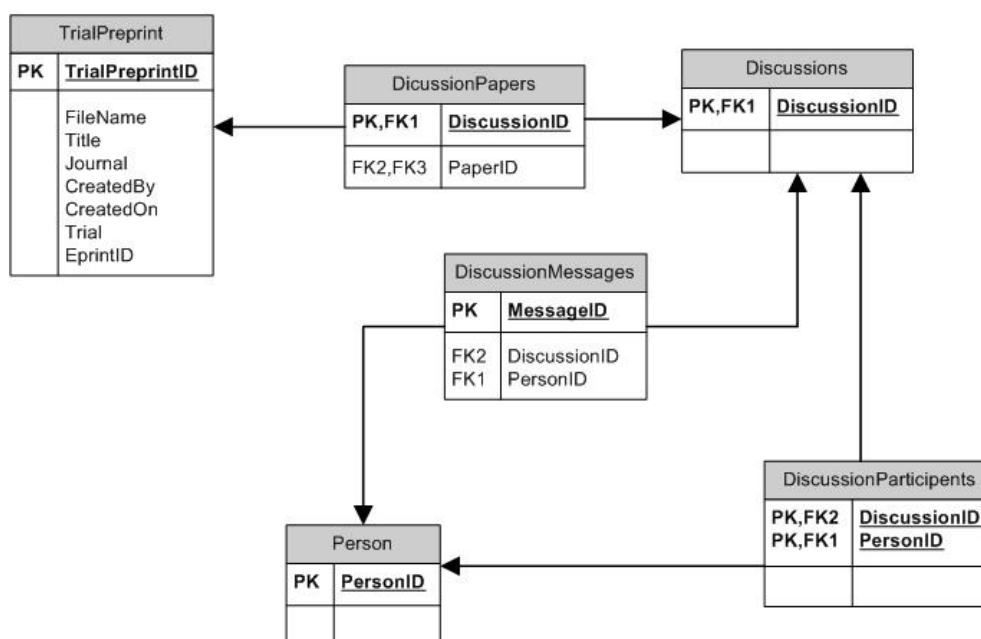 TrialPreprint
PK TrialPreprintID
FileName
Title
Journal
CreatedBy
CreatedOn
Trial
EprintID
DicussionPapers
PK,FK1 DiscussionID
FK2,FK3 PaperID
Discussions
PK,FK1 DiscussionID
DiscussionMessages
PK MessageID
FK2 DiscussionID
FK1 PersonID
DiscussionParticipents
PK,FK2 DiscussionID
PK,FK1 PersonID
Person
PK PersonID